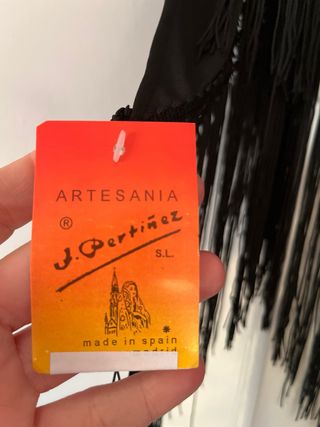 ARTESANIA
®
J. Pertiñez
S.L.
made in spain
madrid